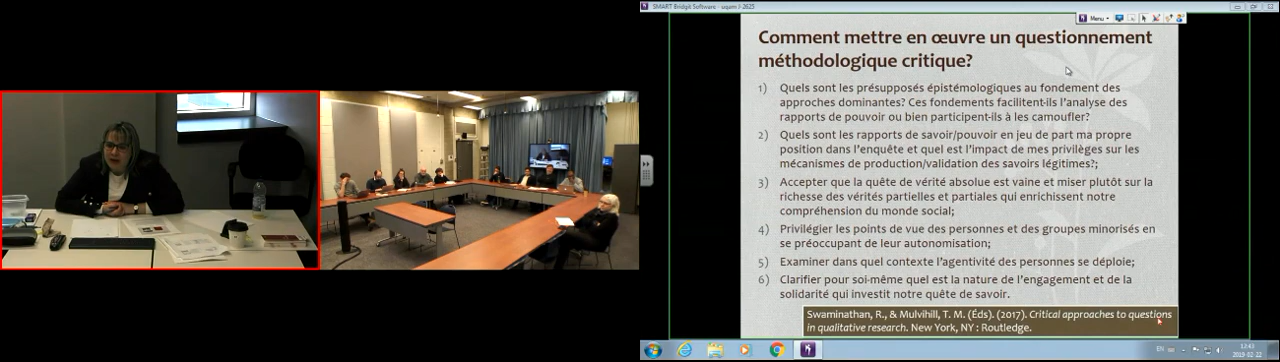 SMART Bridgit Software - uqam J-2625
Menu
Comment mettre en œuvre un questionnement
méthodologique critique?
1) Quels sont les présupposés épistémologiques au fondement des
approches dominantes? Ces fondements facilitent-ils l'analyse des
rapports de pouvoir ou bien participent-ils à les camoufler?
2) Quels sont les rapports de savoir/pouvoir en jeu de part ma propre
position dans l'enquête et quel est l'impact de mes privilèges sur les
mécanismes de production/validation des savoirs légitimes?;
3) Accepter que la quête de vérité absolue est vaine et miser plutôt sur la
richesse des vérités partielles et partiales qui enrichissent notre
compréhension du monde social;
4) Privilégier les points de vue des personnes et des groupes minorisés en
se préoccupant de leur autonomisation;
5) Examiner dans quel contexte l'agentivité des personnes se déploie;
6) Clarifier pour soi-même quel est la nature de l'engagement et de la
solidarité qui investit notre quête de savoir.
Swaminathan, R., & Mulvihill, T. M. (Éds). (2017). Critical approaches to questions
in qualitative research. New York, NY : Routledge.
EN
12:43
2019-02-22